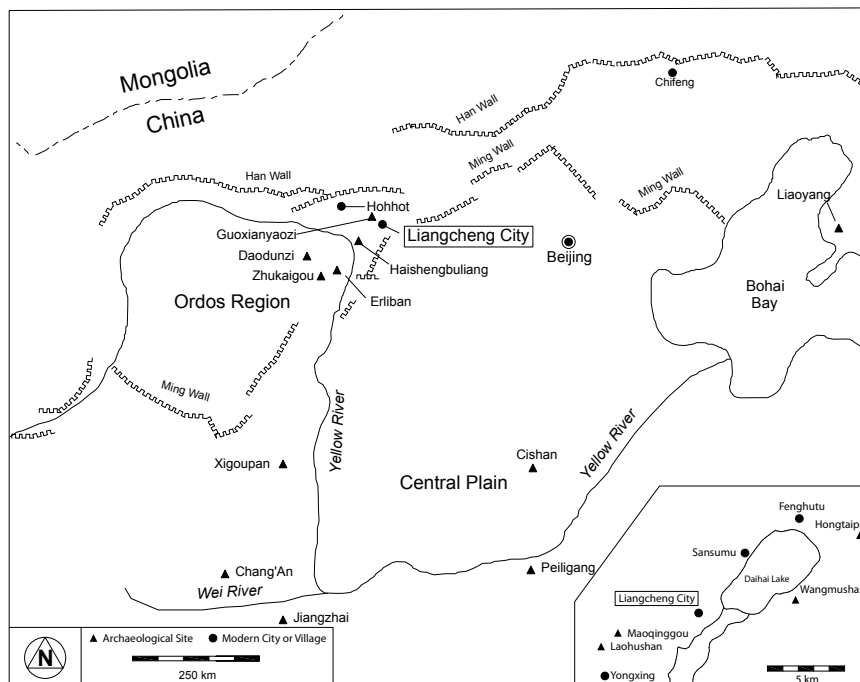 Mongolia
China
Chifeng
Han Wall
Ming Wall
Han Wall
Ming Wall
Hohhot
Liaoyang
Guoxianyaozi
Liangcheng City
Beijing
Daodunzi
Haishengbuliang
Zhukaigou
Erliban
Ordos Region
Bohai
Bay
Ming Wall
Yellow River
Yellow River
Xigoupan
Cishan
Central Plain
Chang'An
Wei River
Peiligang
Jiangzhai
Fenghutu
Hongtaip
Sansumu
Daihai Lake
Wangmusha
Liangcheng City
Maoqinggou
Laohushan
Yongxing
5 km
N
Archaeological Site
Modern City or Village
250 km